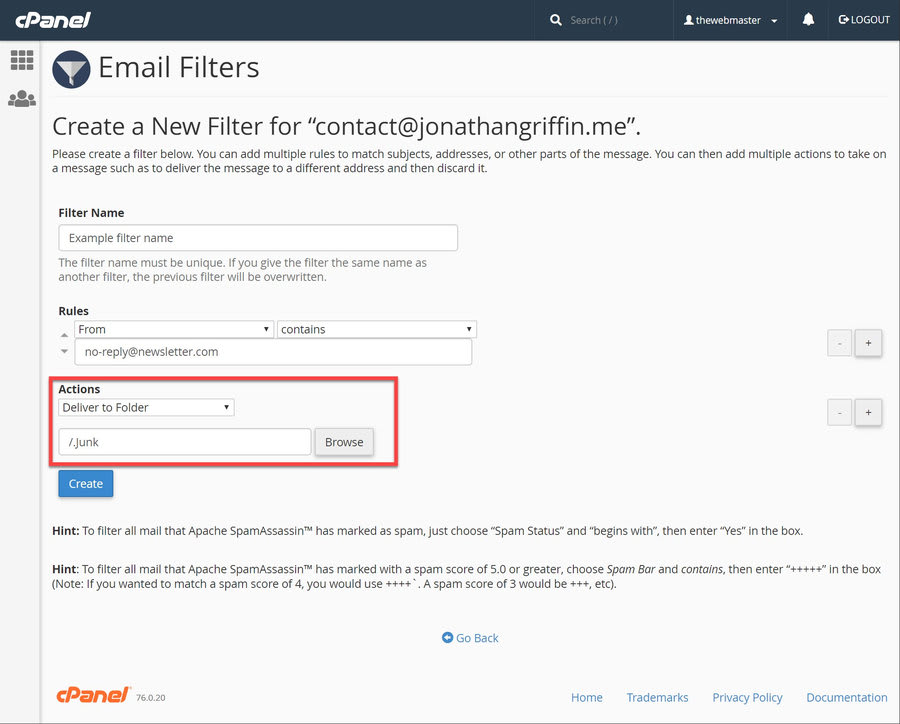 cPanel
Search ( / )
thewebmaster
LOGOUT
Email Filters
Create a New Filter for “contact@jonathangriffin.me”.
Please create a filter below. You can add multiple rules to match subjects, addresses, or other parts of the message. You can then add multiple actions to take on
a message such as to deliver the message to a different address and then discard it.
Filter Name
Example filter name
The filter name must be unique. If you give the filter the same name as
another filter, the previous filter will be overwritten.
Rules
From contains
no-reply@newsletter.com
- +
Actions
Deliver to Folder
- +
/.Junk Browse
Create
Hint: To filter all mail that Apache SpamAssassin™ has marked as spam, just choose “Spam Status” and “begins with”, then enter “Yes” in the box.
Hint: To filter all mail that Apache SpamAssassin™ has marked with a spam score of 5.0 or greater, choose Spam Bar and contains, then enter “+++++” in the box
(Note: If you wanted to match a spam score of 4, you would use ++++`. A spam score of 3 would be +++, etc).
Go Back
cPanel 76.0.20
Home Trademarks Privacy Policy Documentation